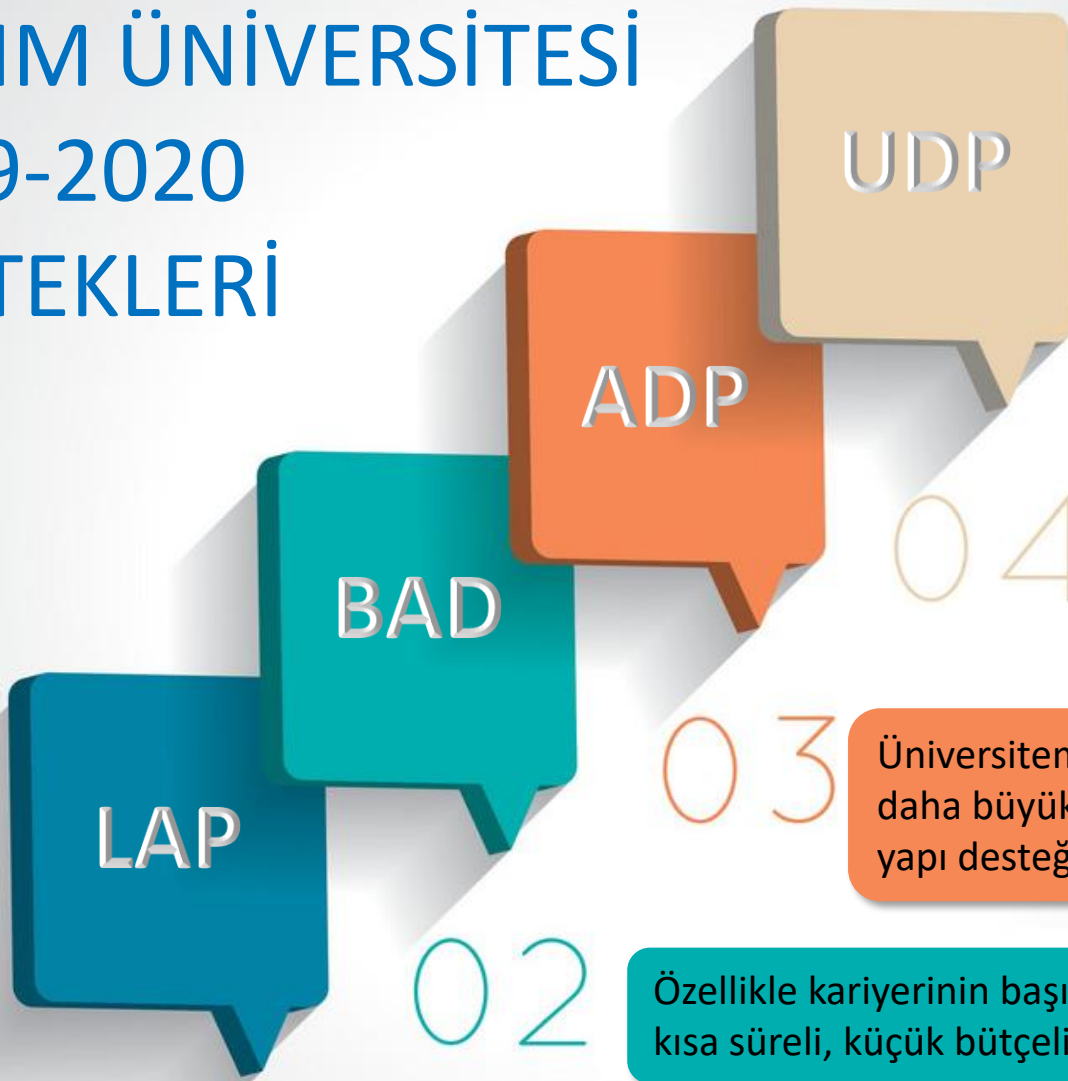 IM ÜNİVERSİTESİ
9-2020
TEKLERİ
UDP
ADP
04
BAD
03
Üniversiten
daha büyük
yapı desteğ
LAP
02
Özellikle kariyerinin başı
kısa süreli, küçük bütçeli